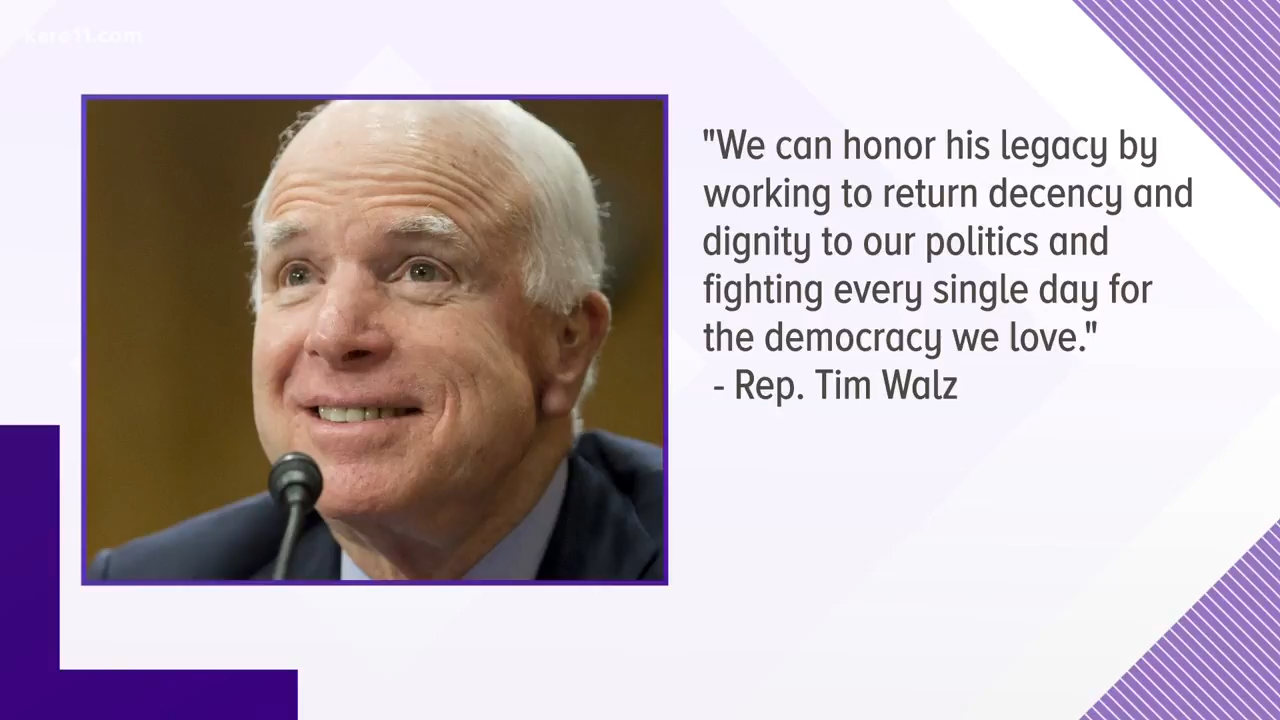 kare11.com
"We can honor his legacy by
working to return decency and
dignity to our politics and
fighting every single day for
the democracy we love."
- Rep. Tim Walz